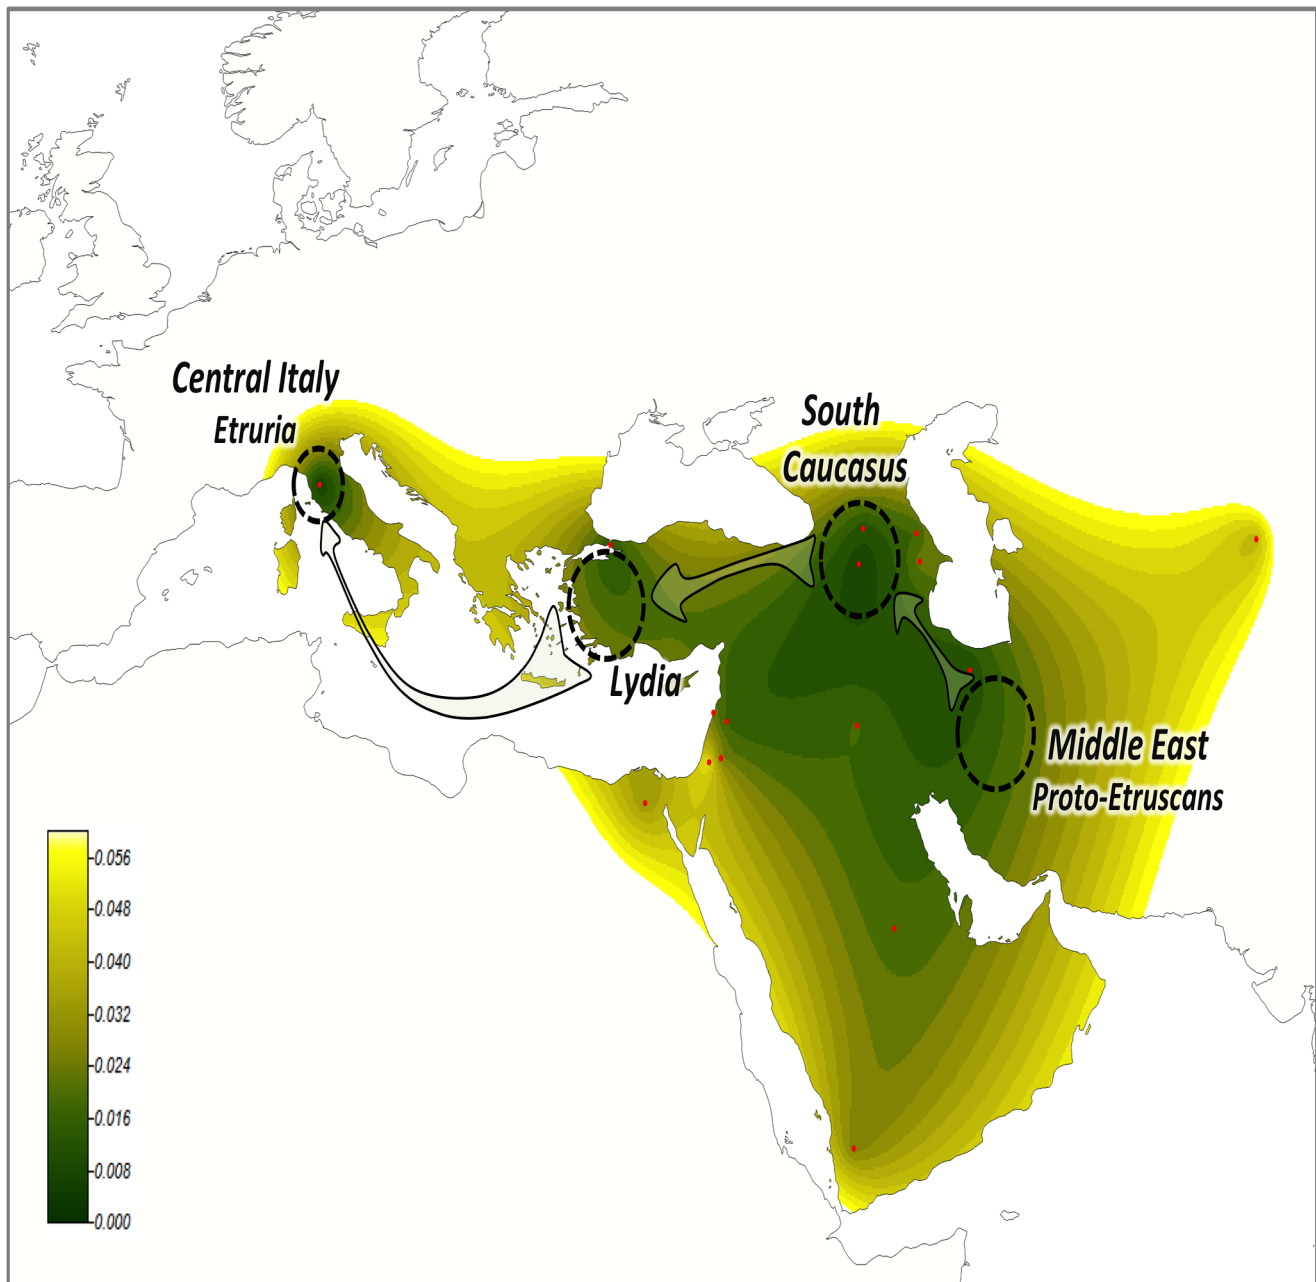 Central Italy
Etruria
South
Caucasus
Lydia
Middle East
Proto-Etruscans
0.056
0.048
0.040
0.032
0.024
0.016
0.008
0.000